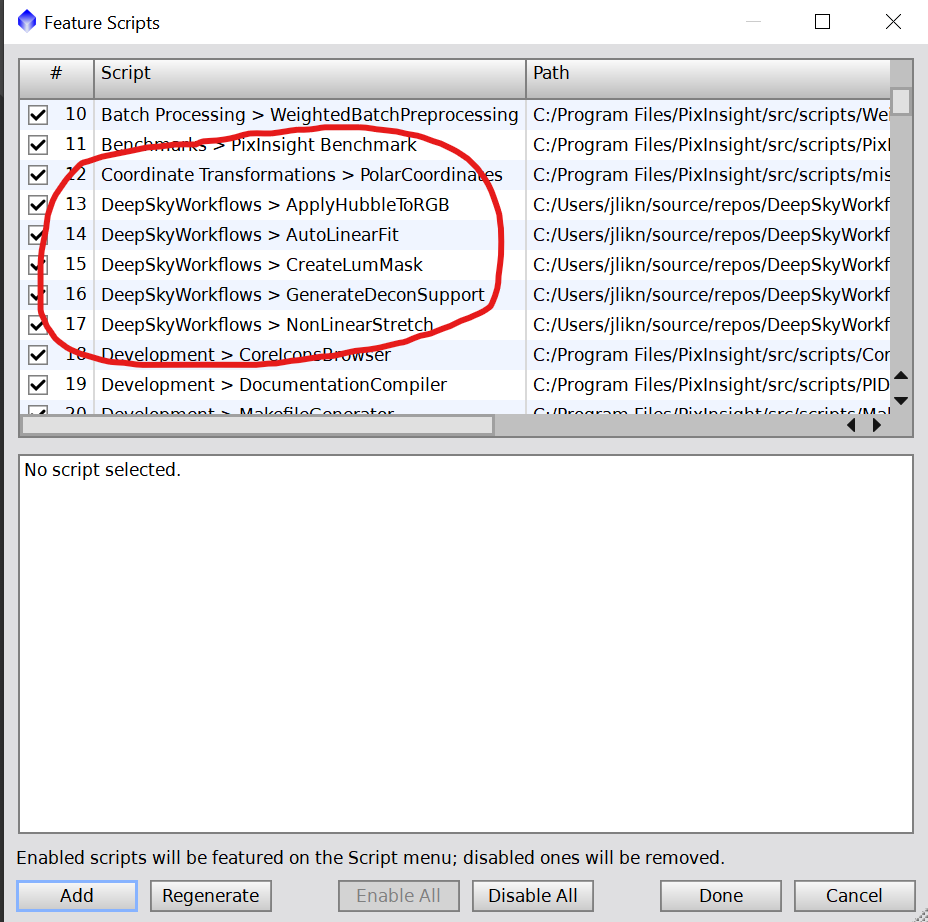 Feature Scripts
# Script Path
10 Batch Processing > WeightedBatchPreprocessing C:/Program Files/PixInsight/src/scripts/We
11 Benchmarks > PixInsight Benchmark C:/Program Files/PixInsight/src/scripts/PixI
12 Coordinate Transformations > PolarCoordinates C:/Program Files/PixInsight/src/scripts/mis
13 DeepSkyWorkflows > ApplyHubbleToRGB C:/Users/jlikn/source/repos/DeepSkyWorkf
14 DeepSkyWorkflows > AutoLinearFit C:/Users/jlikn/source/repos/DeepSkyWorkf
15 DeepSkyWorkflows > CreateLumMask C:/Users/jlikn/source/repos/DeepSkyWorkf
16 DeepSkyWorkflows > GenerateDeconSupport C:/Users/jlikn/source/repos/DeepSkyWorkf
17 DeepSkyWorkflows > NonLinearStretch C:/Users/jlikn/source/repos/DeepSkyWorkf
18 Development > CoreIconsBrowser C:/Program Files/PixInsight/src/scripts/Cor
19 Development > DocumentationCompiler C:/Program Files/PixInsight/src/scripts/PID
20 Development > MakefileGenerator C:/Program Files/PixInsight/src/scripts/Mal
No script selected.
Enabled scripts will be featured on the Script menu; disabled ones will be removed.
Add Regenerate Enable All Disable All Done Cancel